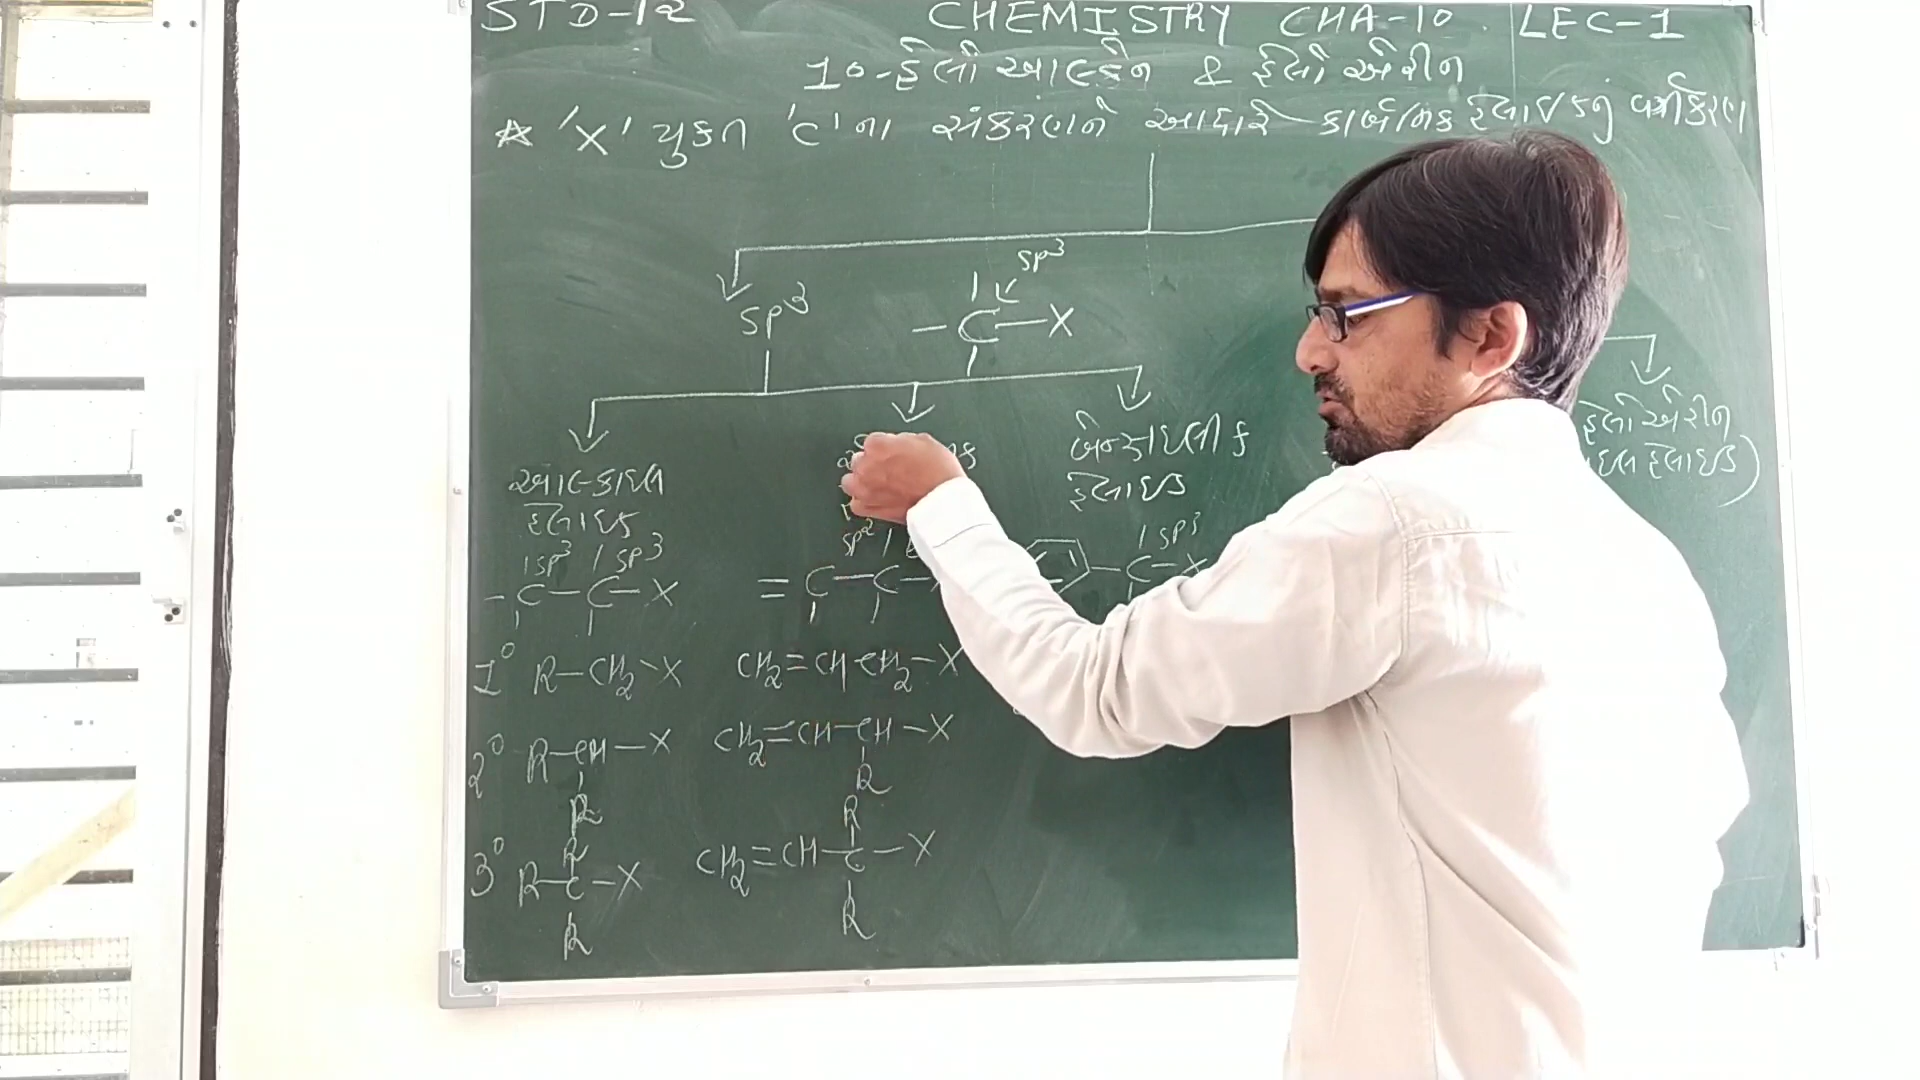 STD-12 CHEMISTRY CHA-10. LEC-1
10-હેલો આલ્કેન & હેલો એરીન
☆ 'X' યુક્ત 'C' ના સંકરણને આધારે કાર્બનિક હેલાઇડનું વર્ગીકરણ
sp³
sp³ -C-X
આલ્કાઇલ
હેલાઇડ
બેન્ઝાઇલીક
હેલાઇડ
હેલોએરીન
હેલાઇડ)
sp³ sp³
-C-C-X
sp²
=C-C
sp³
-C-X
1° R-CH₂-X CH₂=CH-CH₂-X
2° R-CH-X CH₂=CH-CH-X
R R
R R
3° R-C-X CH₂=CH-C-X
R R